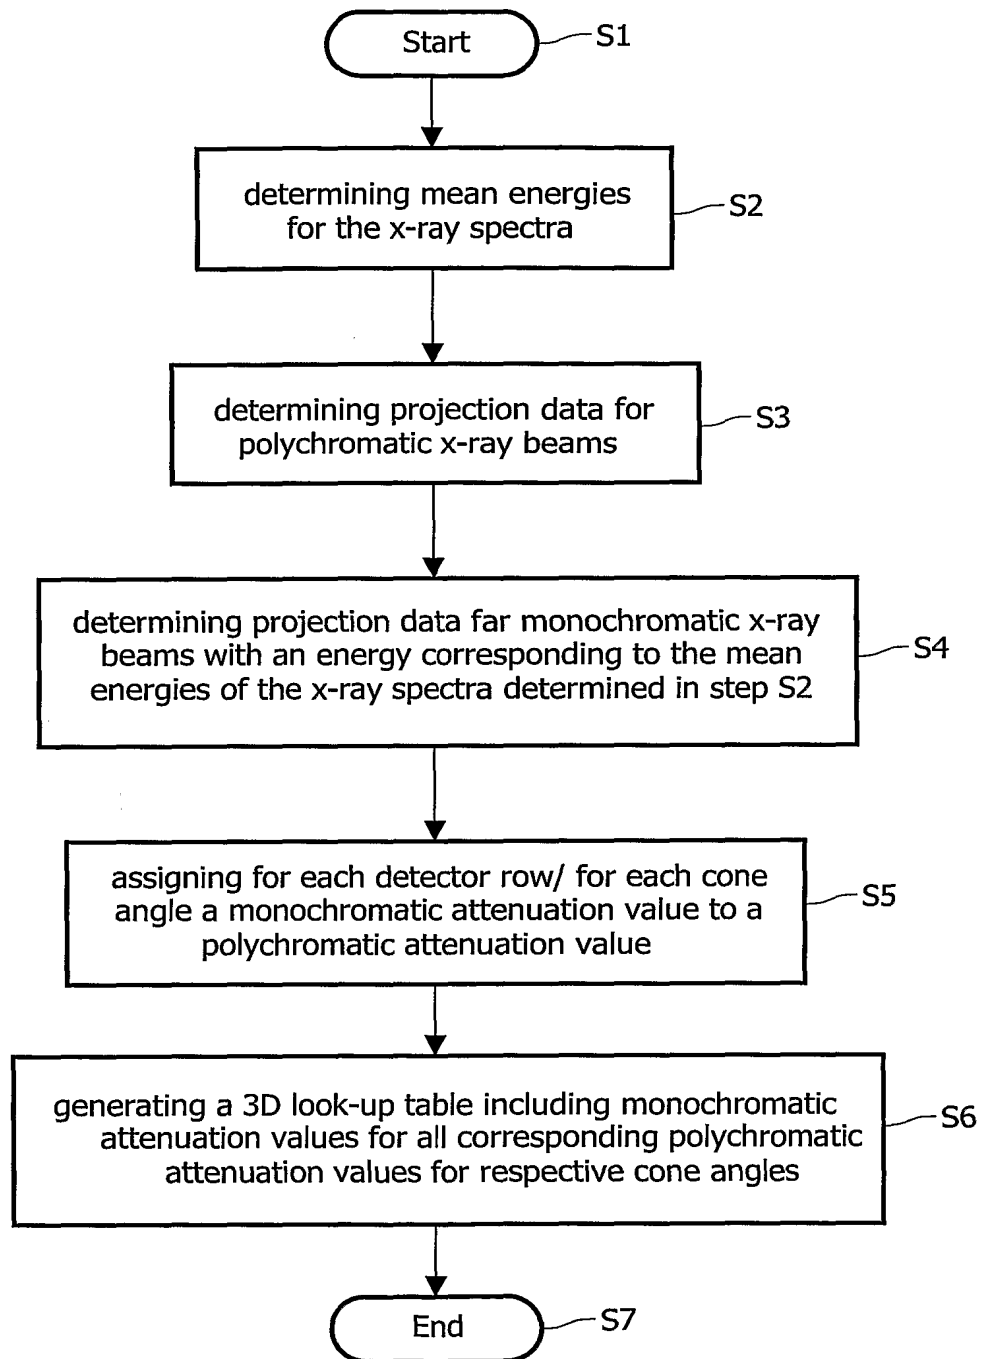 Start
S1
determining mean energies
for the x-ray spectra
S2
determining projection data for
polychromatic x-ray beams
S3
determining projection data far monochromatic x-ray
beams with an energy corresponding to the mean
energies of the x-ray spectra determined in step S2
S4
assigning for each detector row/ for each cone
angle a monochromatic attenuation value to a
polychromatic attenuation value
S5
generating a 3D look-up table including monochromatic
attenuation values for all corresponding polychromatic
attenuation values for respective cone angles
S6
End
S7